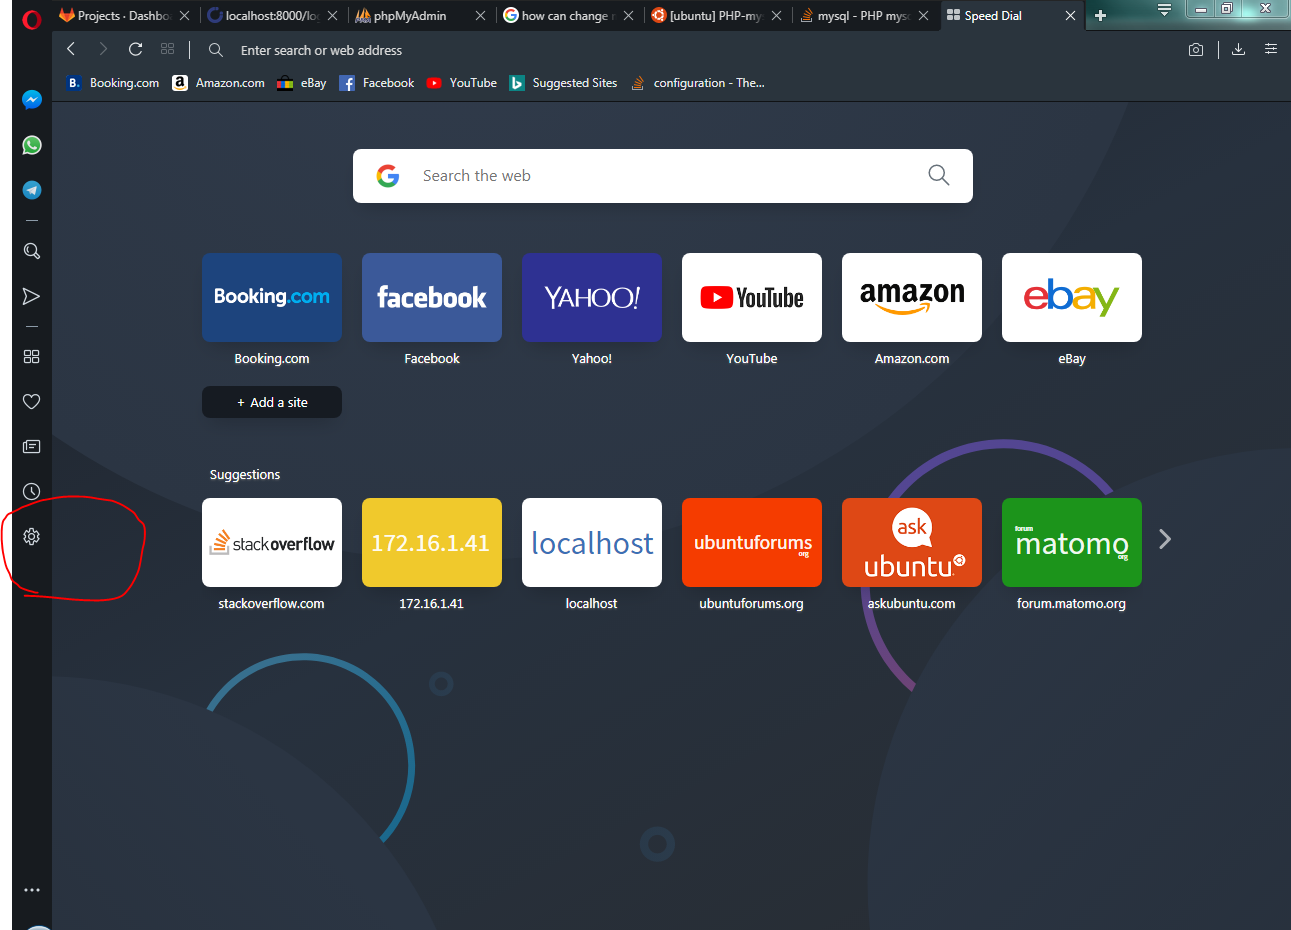 Projects · Dashbo
localhost:8000/lo
phpMyAdmin
how can change
[ubuntu] PHP-my
mysql - PHP myso
Speed Dial
Enter search or web address
B. Booking.com
a Amazon.com
eBay
f Facebook
YouTube
b Suggested Sites
configuration - The...
G Search the web
Booking.com
facebook
YAHOO!
YouTube
amazon
ebay
Booking.com
Facebook
Yahoo!
YouTube
Amazon.com
eBay
+ Add a site
Suggestions
stackoverflow
172.16.1.41
localhost
ubuntuforums
org
ask
ubuntu
forum
matomo
org
stackoverflow.com
172.16.1.41
localhost
ubuntuforums.org
askubuntu.com
forum.matomo.org